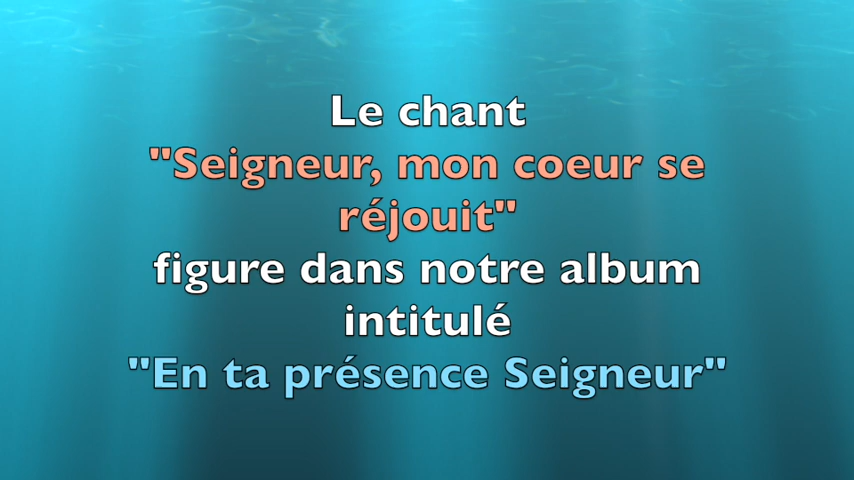 Le chant
"Seigneur, mon coeur se
réjouit"
figure dans notre album
intitulé
"En ta présence Seigneur"